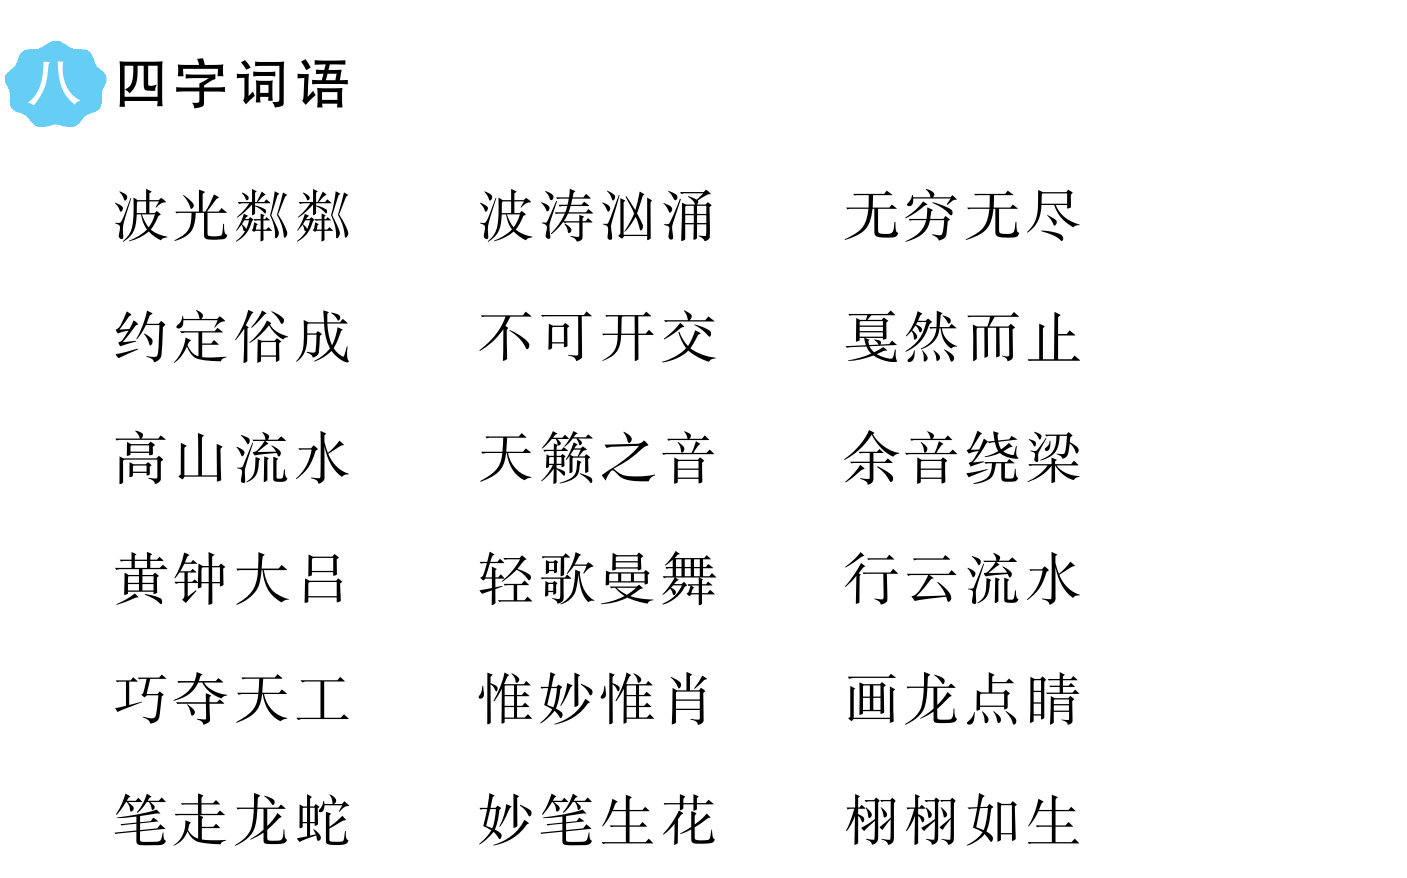 八 四字词语
波光粼粼 波涛汹涌 无穷无尽
约定俗成 不可开交 戛然而止
高山流水 天籁之音 余音绕梁
黄钟大吕 轻歌曼舞 行云流水
巧夺天工 惟妙惟肖 画龙点睛
笔走龙蛇 妙笔生花 栩栩如生